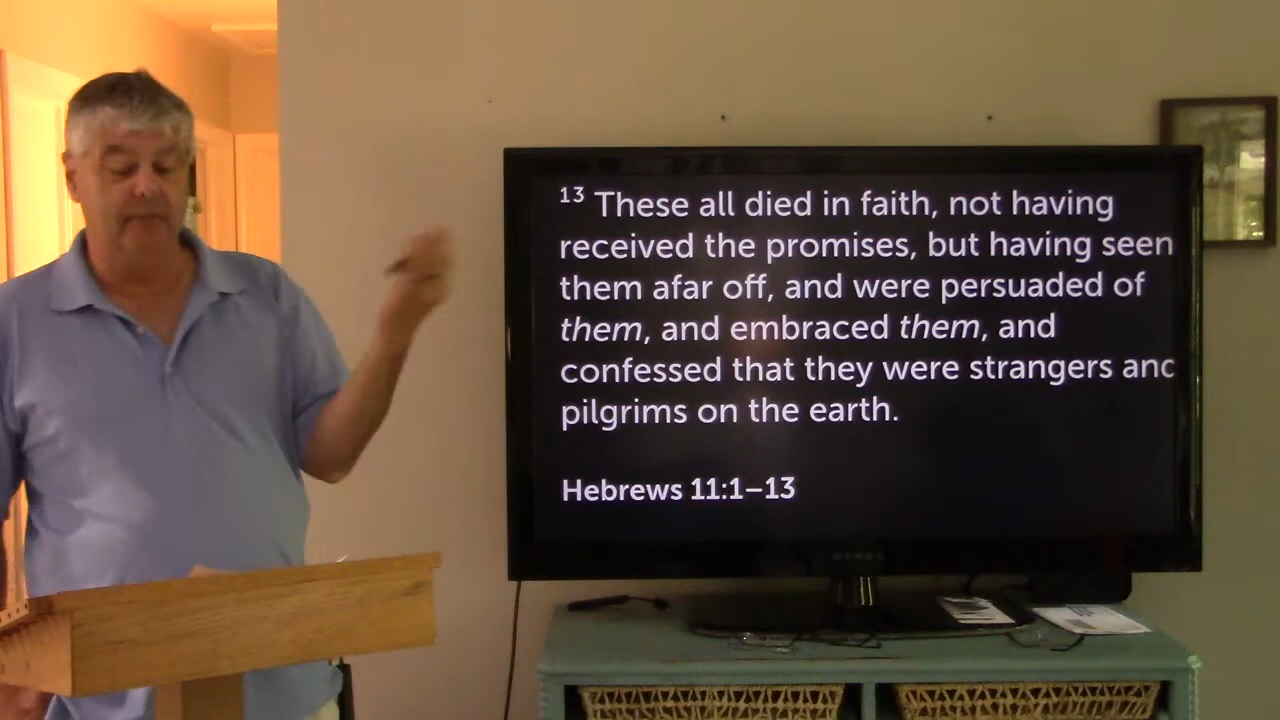 13 These all died in faith, not having
received the promises, but having seen
them afar off, and were persuaded of
them, and embraced them, and
confessed that they were strangers and
pilgrims on the earth.
Hebrews 11:1–13